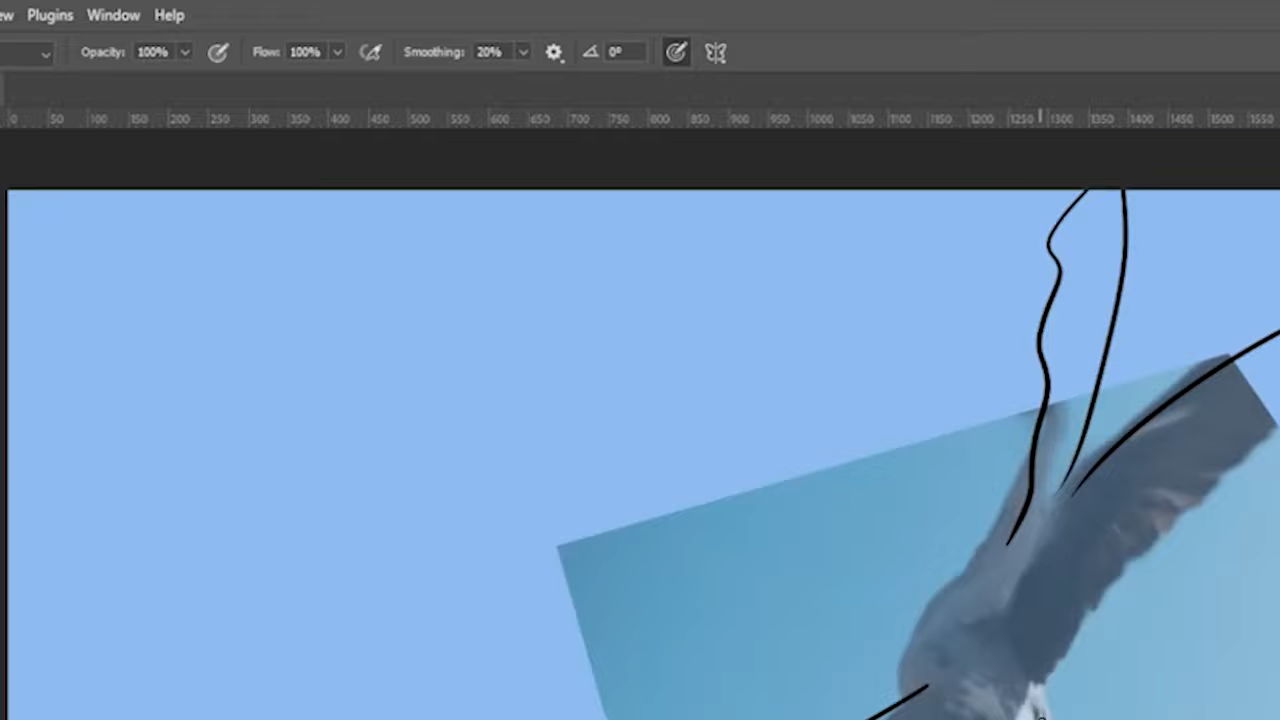 ew Plugins Window Help
Opacity: 100% Flow: 100% Smoothing: 20% 0°
0 50 100 150 200 250 300 350 400 450 500 550 600 650 700 750 800 850 900 950 1000 1050 1100 1150 1200 1250 1300 1350 1400 1450 1500 1550